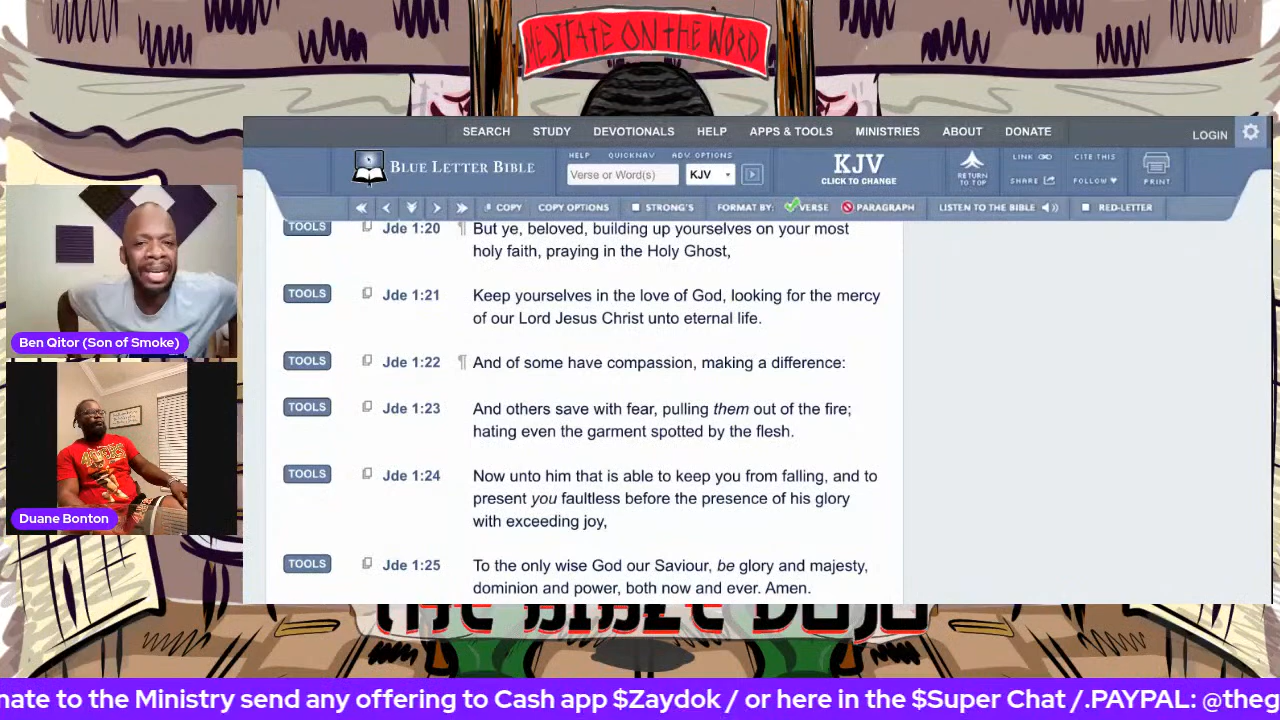 MEDITATE ON THE WORD
SEARCH STUDY DEVOTIONALS HELP APPS & TOOLS MINISTRIES ABOUT DONATE LOGIN
BLUE LETTER BIBLE
HELP QUICKNAV ADV OPTIONS
Verse or Word(s) KJV
KJV
CLICK TO CHANGE
RETURN TO TOP
LINK
SHARE
CITE THIS
FOLLOW
PRINT
COPY COPY OPTIONS STRONG'S FORMAT BY: VERSE PARAGRAPH LISTEN TO THE BIBLE RED-LETTER
TOOLS Jde 1:20 ¶ But ye, beloved, building up yourselves on your most
holy faith, praying in the Holy Ghost,
TOOLS Jde 1:21 Keep yourselves in the love of God, looking for the mercy
of our Lord Jesus Christ unto eternal life.
TOOLS Jde 1:22 ¶ And of some have compassion, making a difference:
TOOLS Jde 1:23 And others save with fear, pulling them out of the fire;
hating even the garment spotted by the flesh.
TOOLS Jde 1:24 Now unto him that is able to keep you from falling, and to
present you faultless before the presence of his glory
with exceeding joy,
TOOLS Jde 1:25 To the only wise God our Saviour, be glory and majesty,
dominion and power, both now and ever. Amen.
Ben Qitor (Son of Smoke)
49ERS
Duane Bonton
THE BIBLE DOJO
nate to the Ministry send any offering to Cash app $Zaydok / or here in the $Super Chat /.PAYPAL: @theg